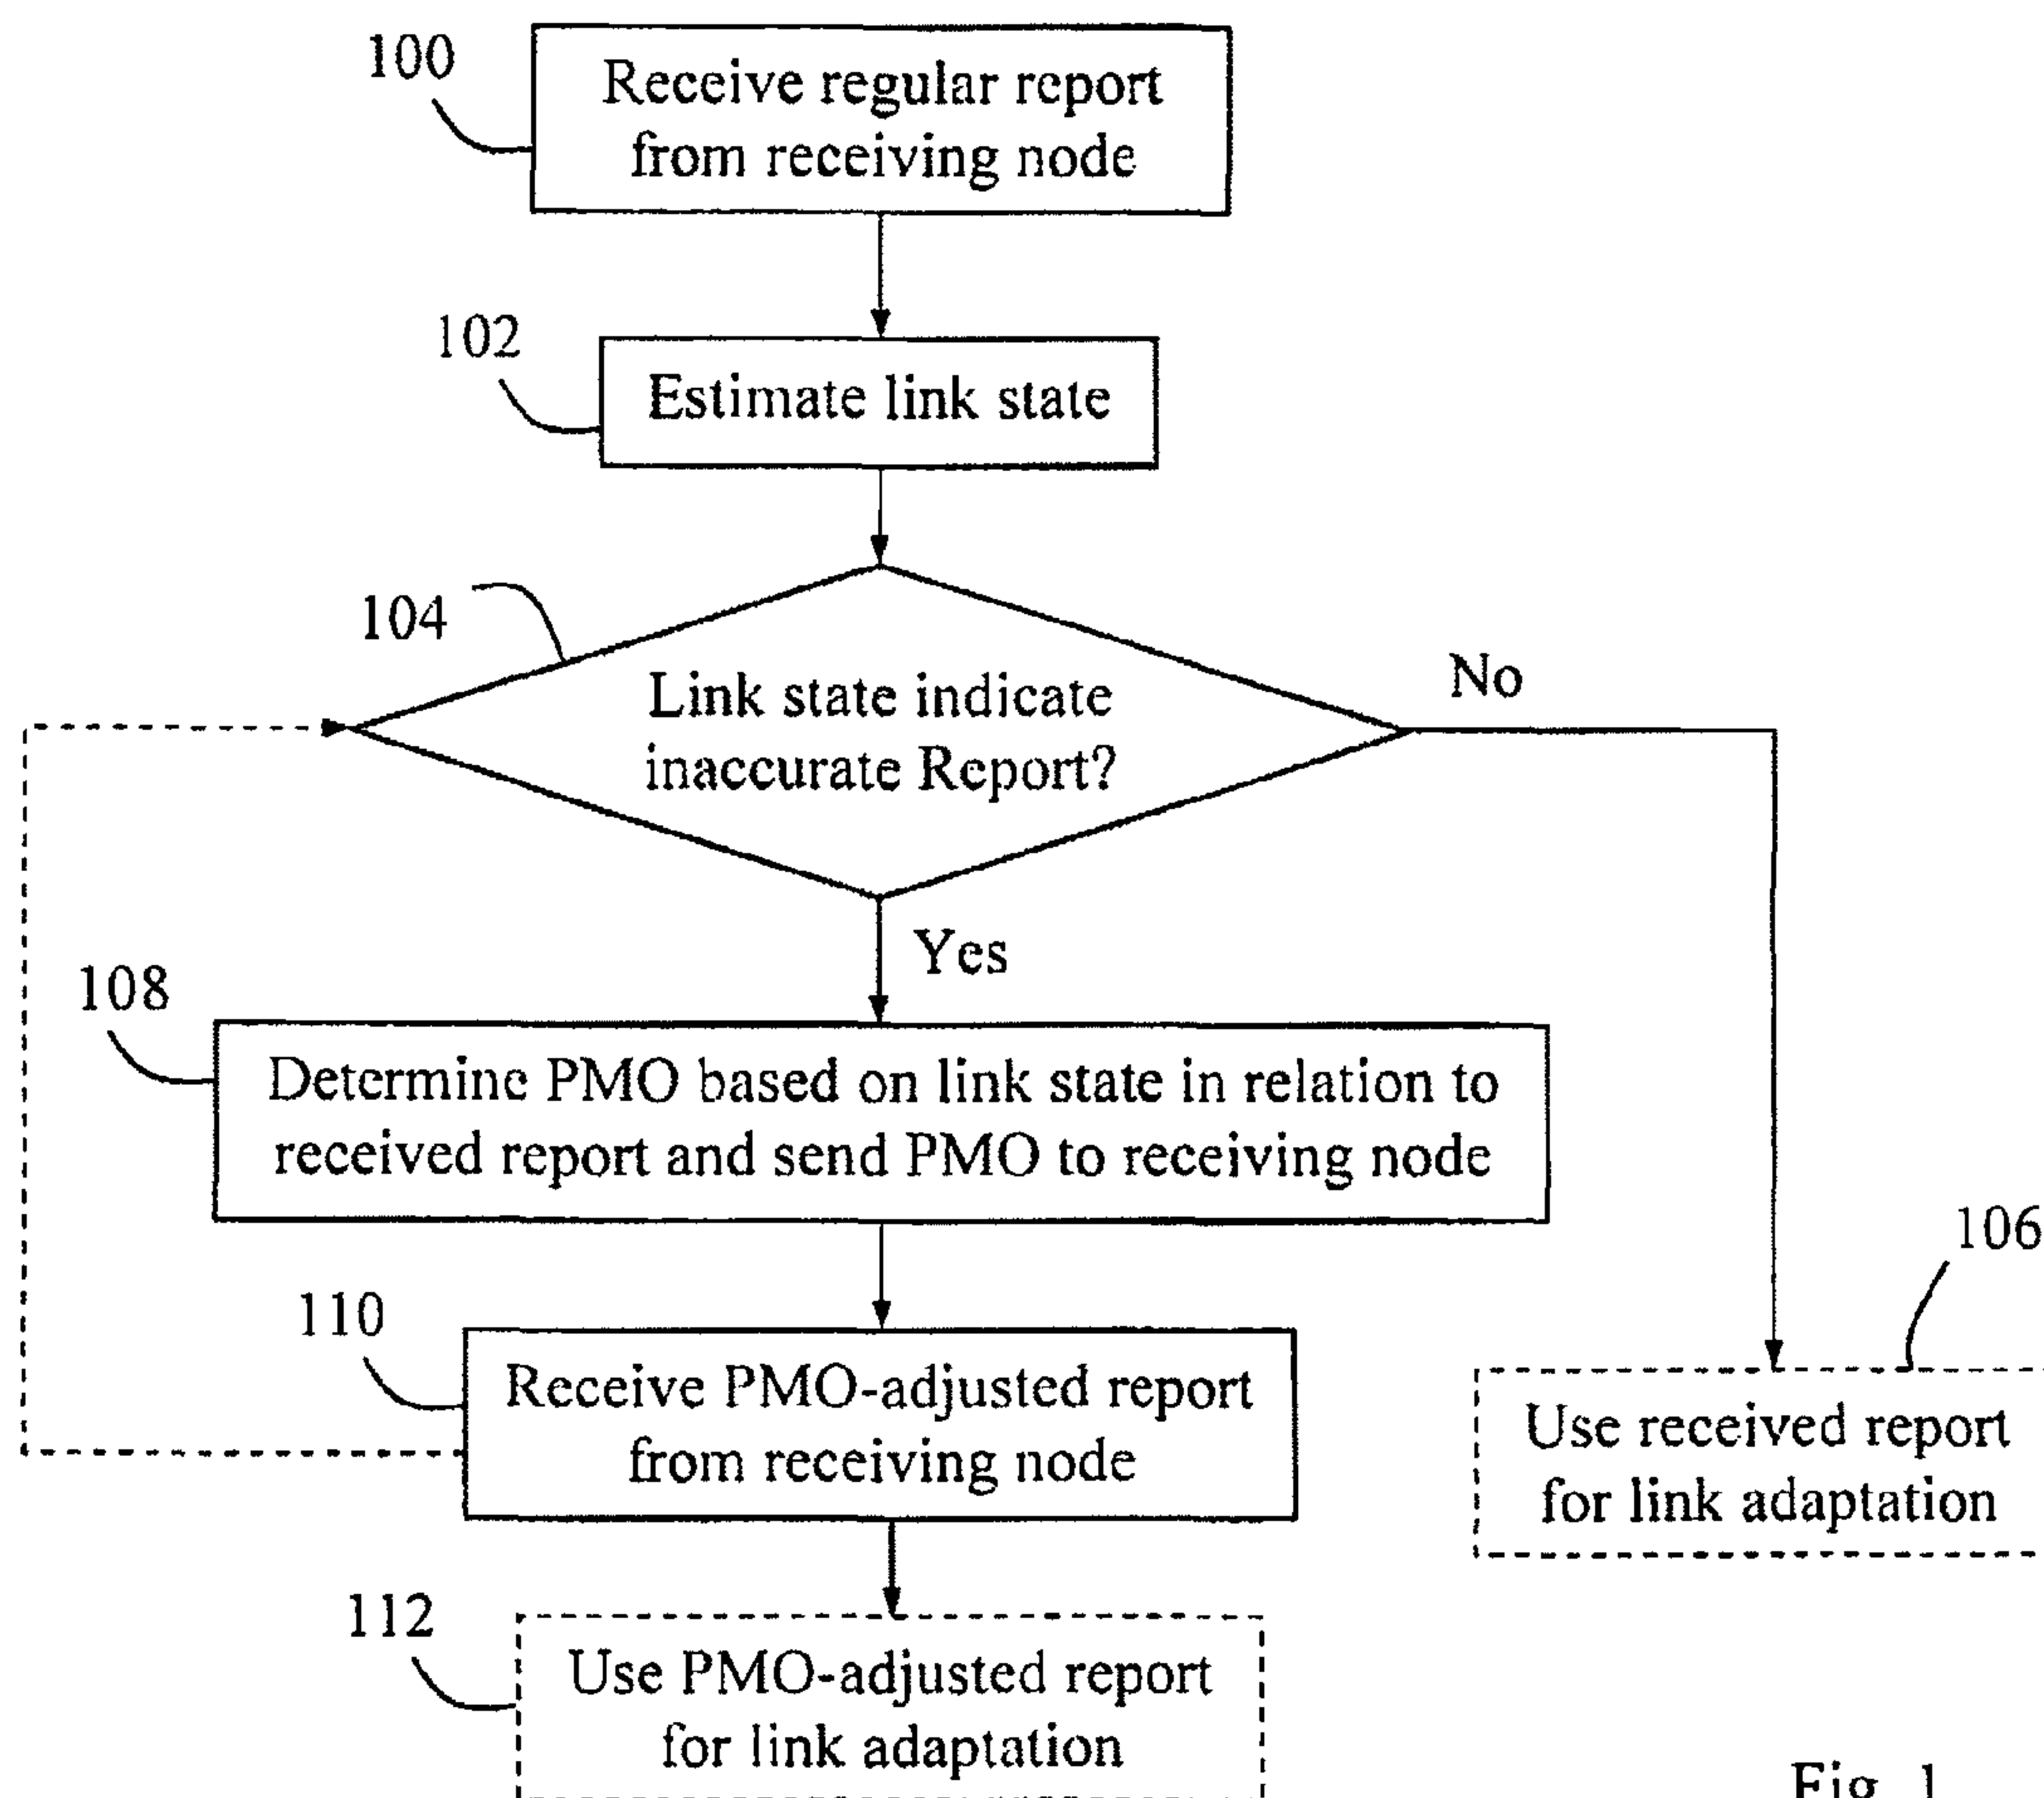 100
Receive regular report
from receiving node
102
Estimate link state
104
Link state indicate
inaccurate Report?
No
Yes
108
Determine PMO based on link state in relation to
received report and send PMO to receiving node
106
110
Receive PMO-adjusted report
from receiving node
Use received report
for link adaptation
112
Use PMO-adjusted report
for link adaptation
Fig. 1